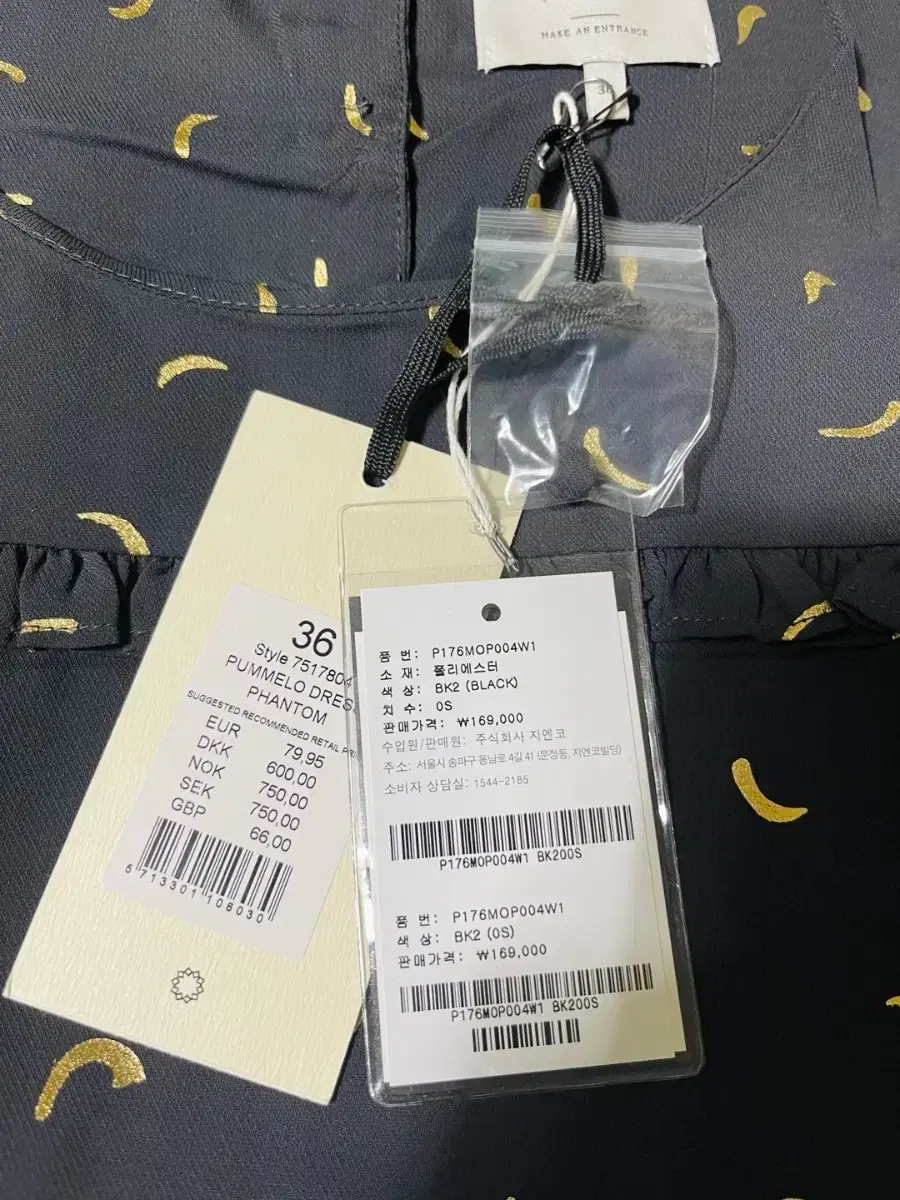 MAKE AN ENTRANCE
36
Style 7517804
PUMMELO DRESS
PHANTOM
SUGGESTED RECOMMENDED RETAIL
EUR 79,95
DKK 600,00
NOK 750,00
SEK 750,00
GBP 66,00
5 713301 106030
품 번: P176MOP004W1
소 재: 폴리에스터
색 상: BK2 (BLACK)
치 수: 0S
판매가격: ₩169,000
수입원/판매원: 주식회사 지엔코
주소: 서울시 송파구 동남로 4길 41 (문정동, 지엔코빌딩)
소비자 상담실: 1544-2185
P176MOP004W1 BK200S
품 번: P176MOP004W1
색 상: BK2 (0S)
판매가격: ₩169,000
P176MOP004W1 BK200S